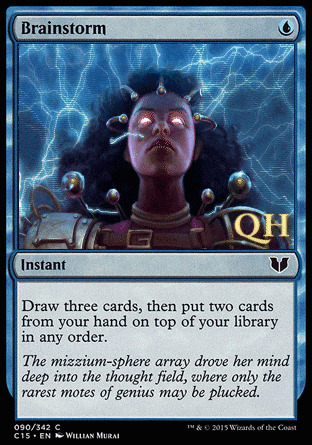 Brainstorm
QH
Instant
Draw three cards, then put two cards
from your hand on top of your library
in any order.
The mizzium-sphere array drove her mind
deep into the thought field, where only the
rarest motes of genius may be plucked.
090/342 C
C15 • EN Willian Murai
™ & © 2015 Wizards of the Coast